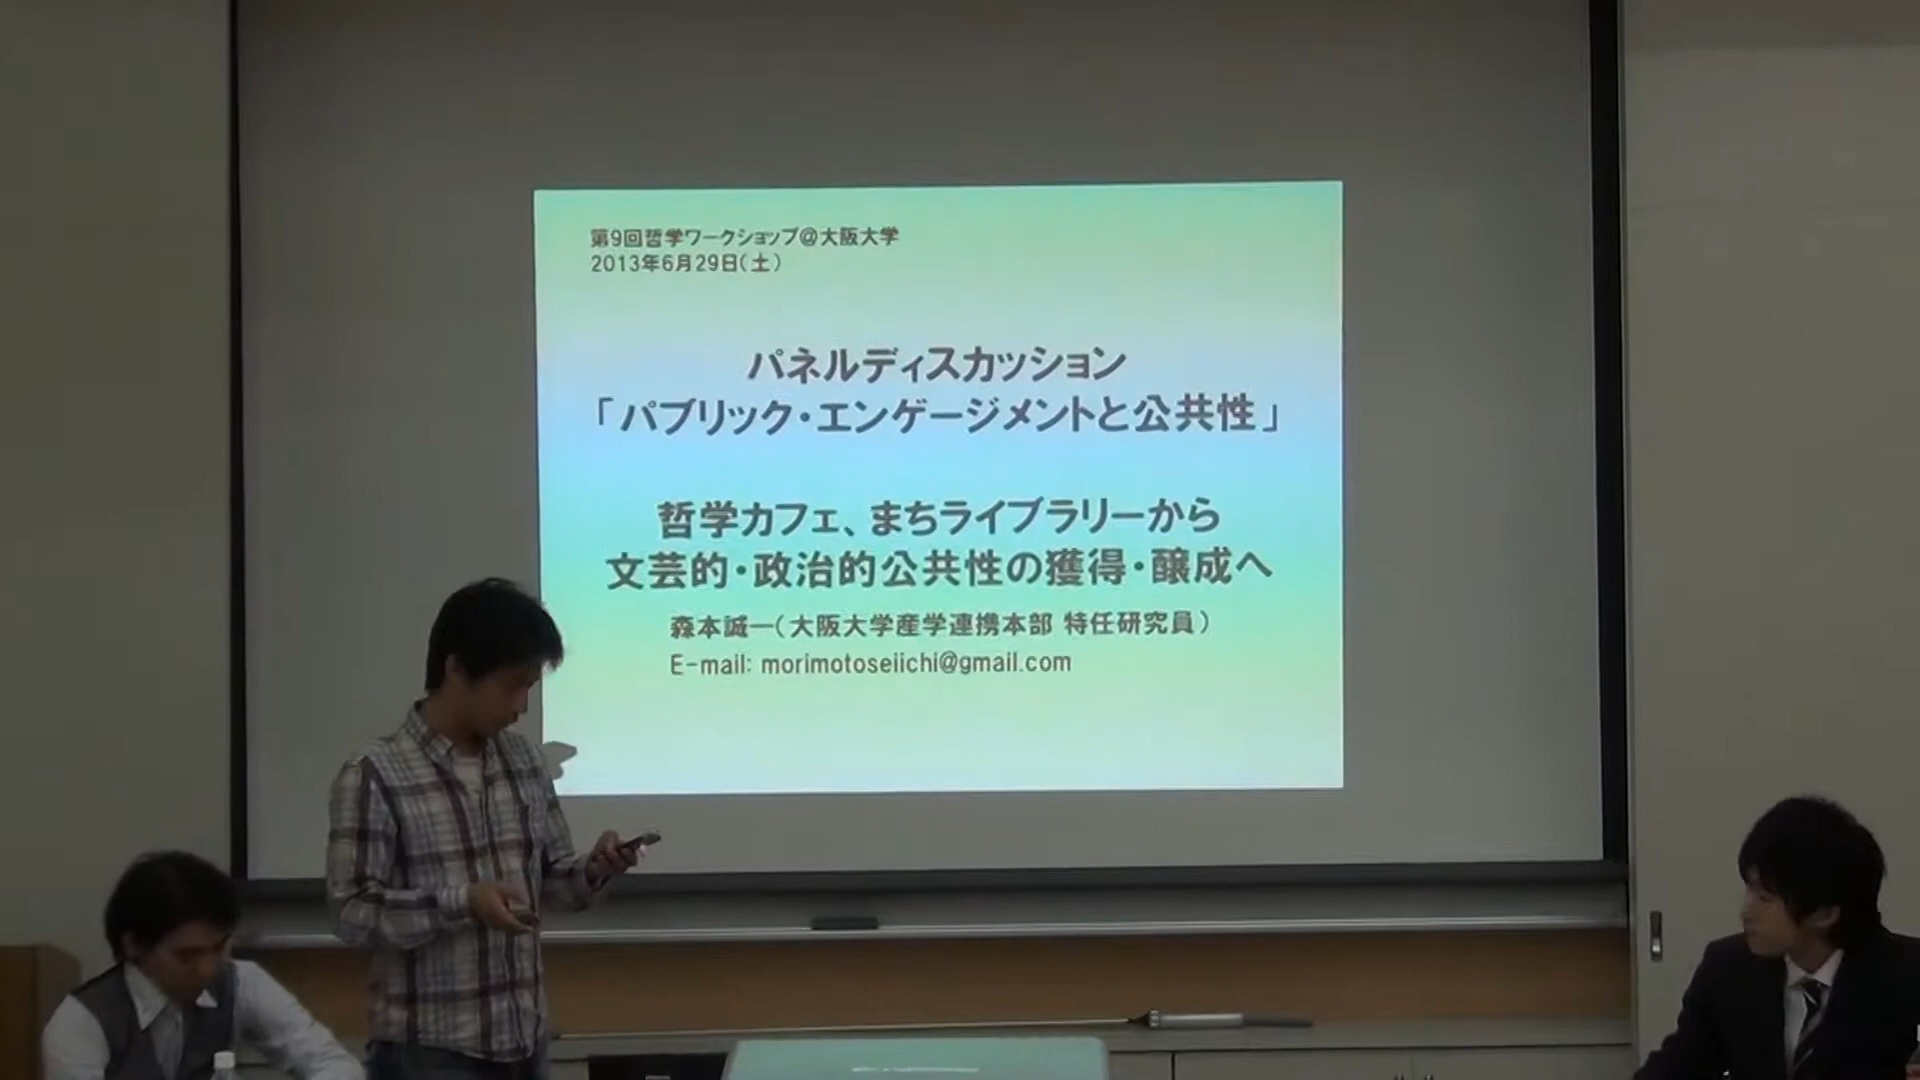 第9回哲学ワークショップ@大阪大学
2013年6月29日(土)
パネルディスカッション
「パブリック・エンゲージメントと公共性」
哲学カフェ、まちライブラリーから
文芸的・政治的公共性の獲得・醸成へ
森本誠一(大阪大学産学連携本部 特任研究員)
E-mail: morimotoseiichi@gmail.com